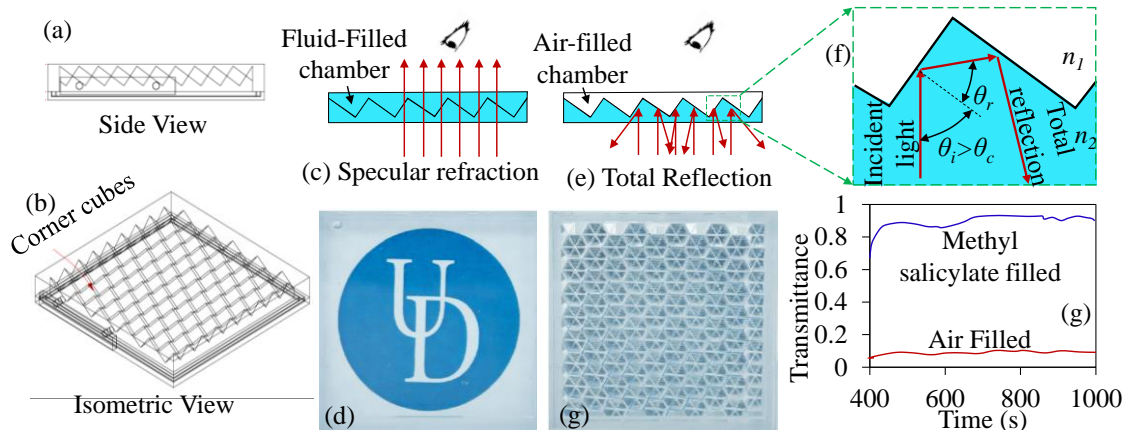 (a)
Side View
(b)
Corner cubes
Isometric View
Fluid-Filled
chamber
(c) Specular refraction
Air-filled
chamber
(e) Total Reflection
(f)
n1
n2
θr
θi>θc
Incident
light
Total
reflection
UD
TM
(d)
(g)
Transmittance
1
0.8
0.6
0.4
0.2
0
Methyl
salicylate filled
(g)
Air Filled
400
600
800
1000
Time (s)